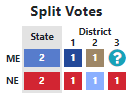 Split Votes
State District
1 2 3
ME 2 1 1 ?
NE 2 1 1 1